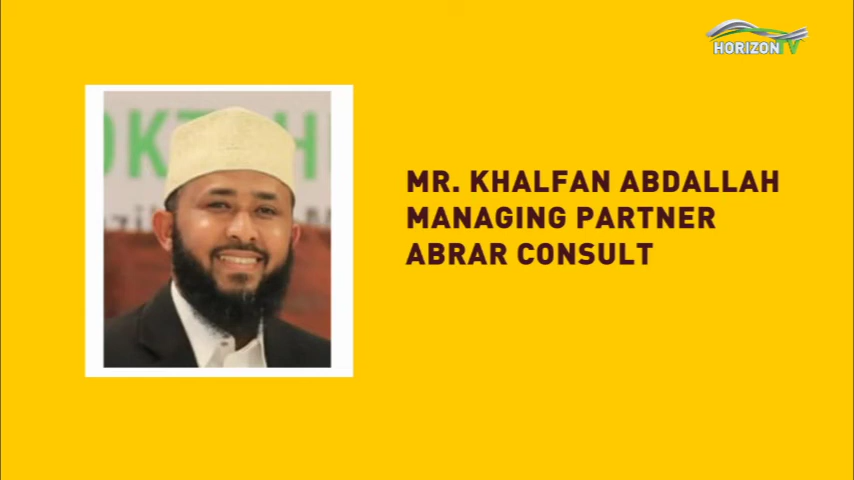 HORIZON TV
MR. KHALFAN ABDALLAH
MANAGING PARTNER
ABRAR CONSULT